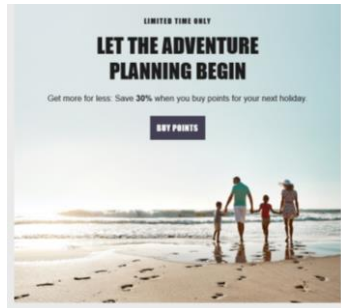 LIMITED TIME ONLY
LET THE ADVENTURE
PLANNING BEGIN
Get more for less: Save 30% when you buy points for your next holiday.
BUY POINTS